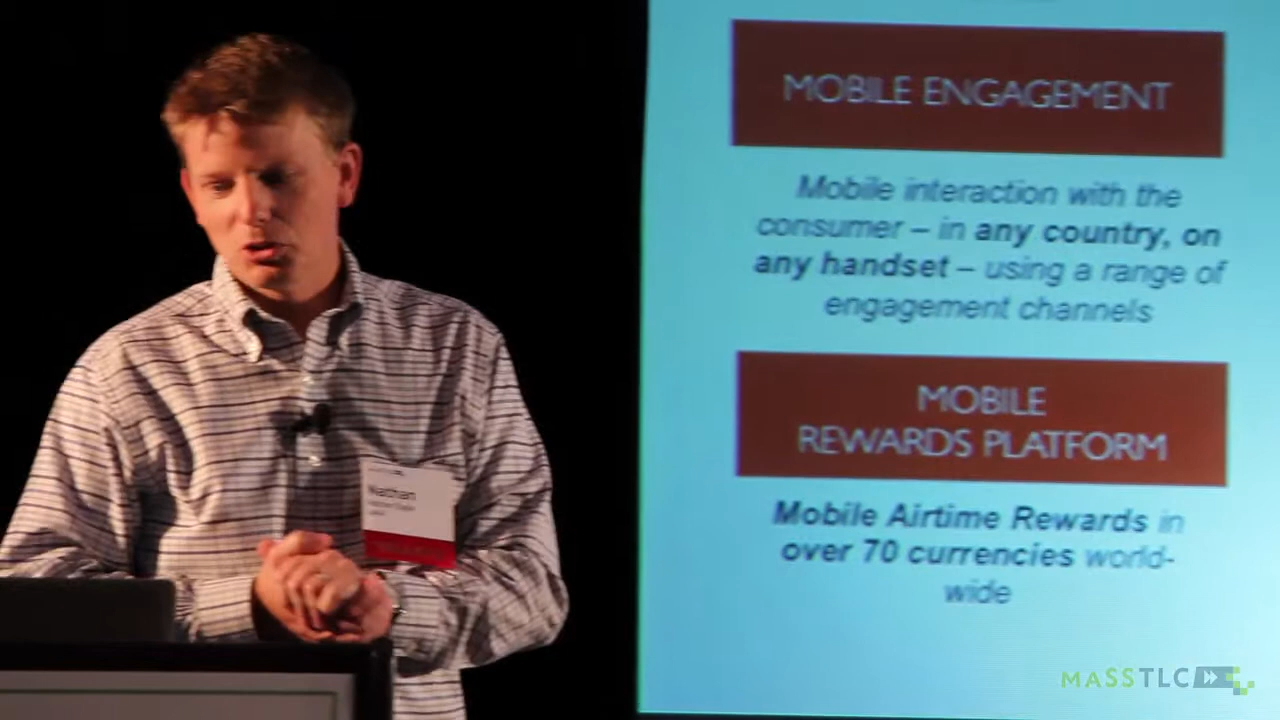 MOBILE ENGAGEMENT
Mobile interaction with the
consumer – in any country, on
any handset – using a range of
engagement channels
MOBILE
REWARDS PLATFORM
Mobile Airtime Rewards in
over 70 currencies world-
wide
Nathan
MASSTLC